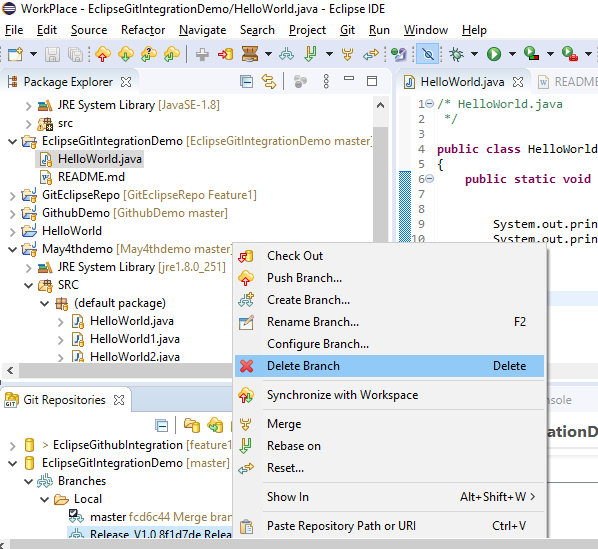 WorkPlace - EclipseGitIntegrationDemo/HelloWorld.java - Eclipse IDE
File Edit Source Refactor Navigate Search Project Git Run
Package Explorer
JRE System Library [JavaSE-1.8]
src
EclipseGitIntegrationDemo [EclipseGitIntegrationDemo master]
HelloWorld.java
README.md
GitEclipseRepo [GitEclipseRepo Feature1]
GithubDemo [GithubDemo master]
HelloWorld
May4thdemo [May4thdemo master]
JRE System Library [jre1.8.0_251]
SRC
(default package)
HelloWorld.java
HelloWorld1.java
HelloWorld2.java
HelloWorld.java README
1 /* HelloWorld.java
2 */
3
4 public class HelloWorld
5 {
6 public static void
7
8
9 System.out.prin
10 System.out.prin
Check Out
Push Branch...
Create Branch...
Rename Branch... F2
Configure Branch...
Delete Branch Delete
Synchronize with Workspace
Merge
Rebase on
Reset...
Show In Alt+Shift+W >
Paste Repository Path or URI Ctrl+V
Git Repositories
GIT
> EclipseGithubIntegration [feature1
EclipseGitIntegrationDemo [master]
Branches
Local
master fcd6c44 Merge bran
Release_V1.0 8f1d7de Relea
nsole
ationD